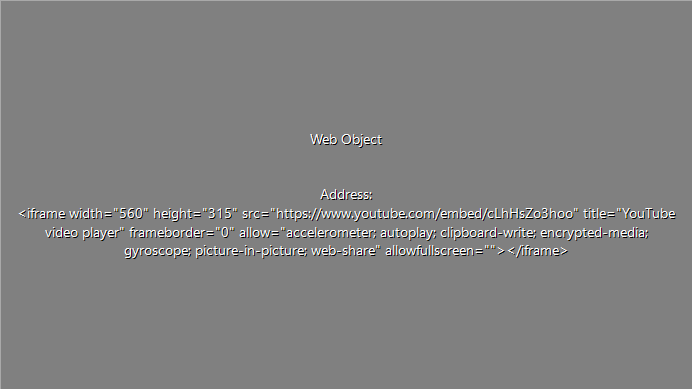 Web Object
Address:
<iframe width="560" height="315" src="https://www.youtube.com/embed/cLhHsZo3hoo" title="YouTube
video player" frameborder="0" allow="accelerometer; autoplay; clipboard-write; encrypted-media;
gyroscope; picture-in-picture; web-share" allowfullscreen=""></iframe>